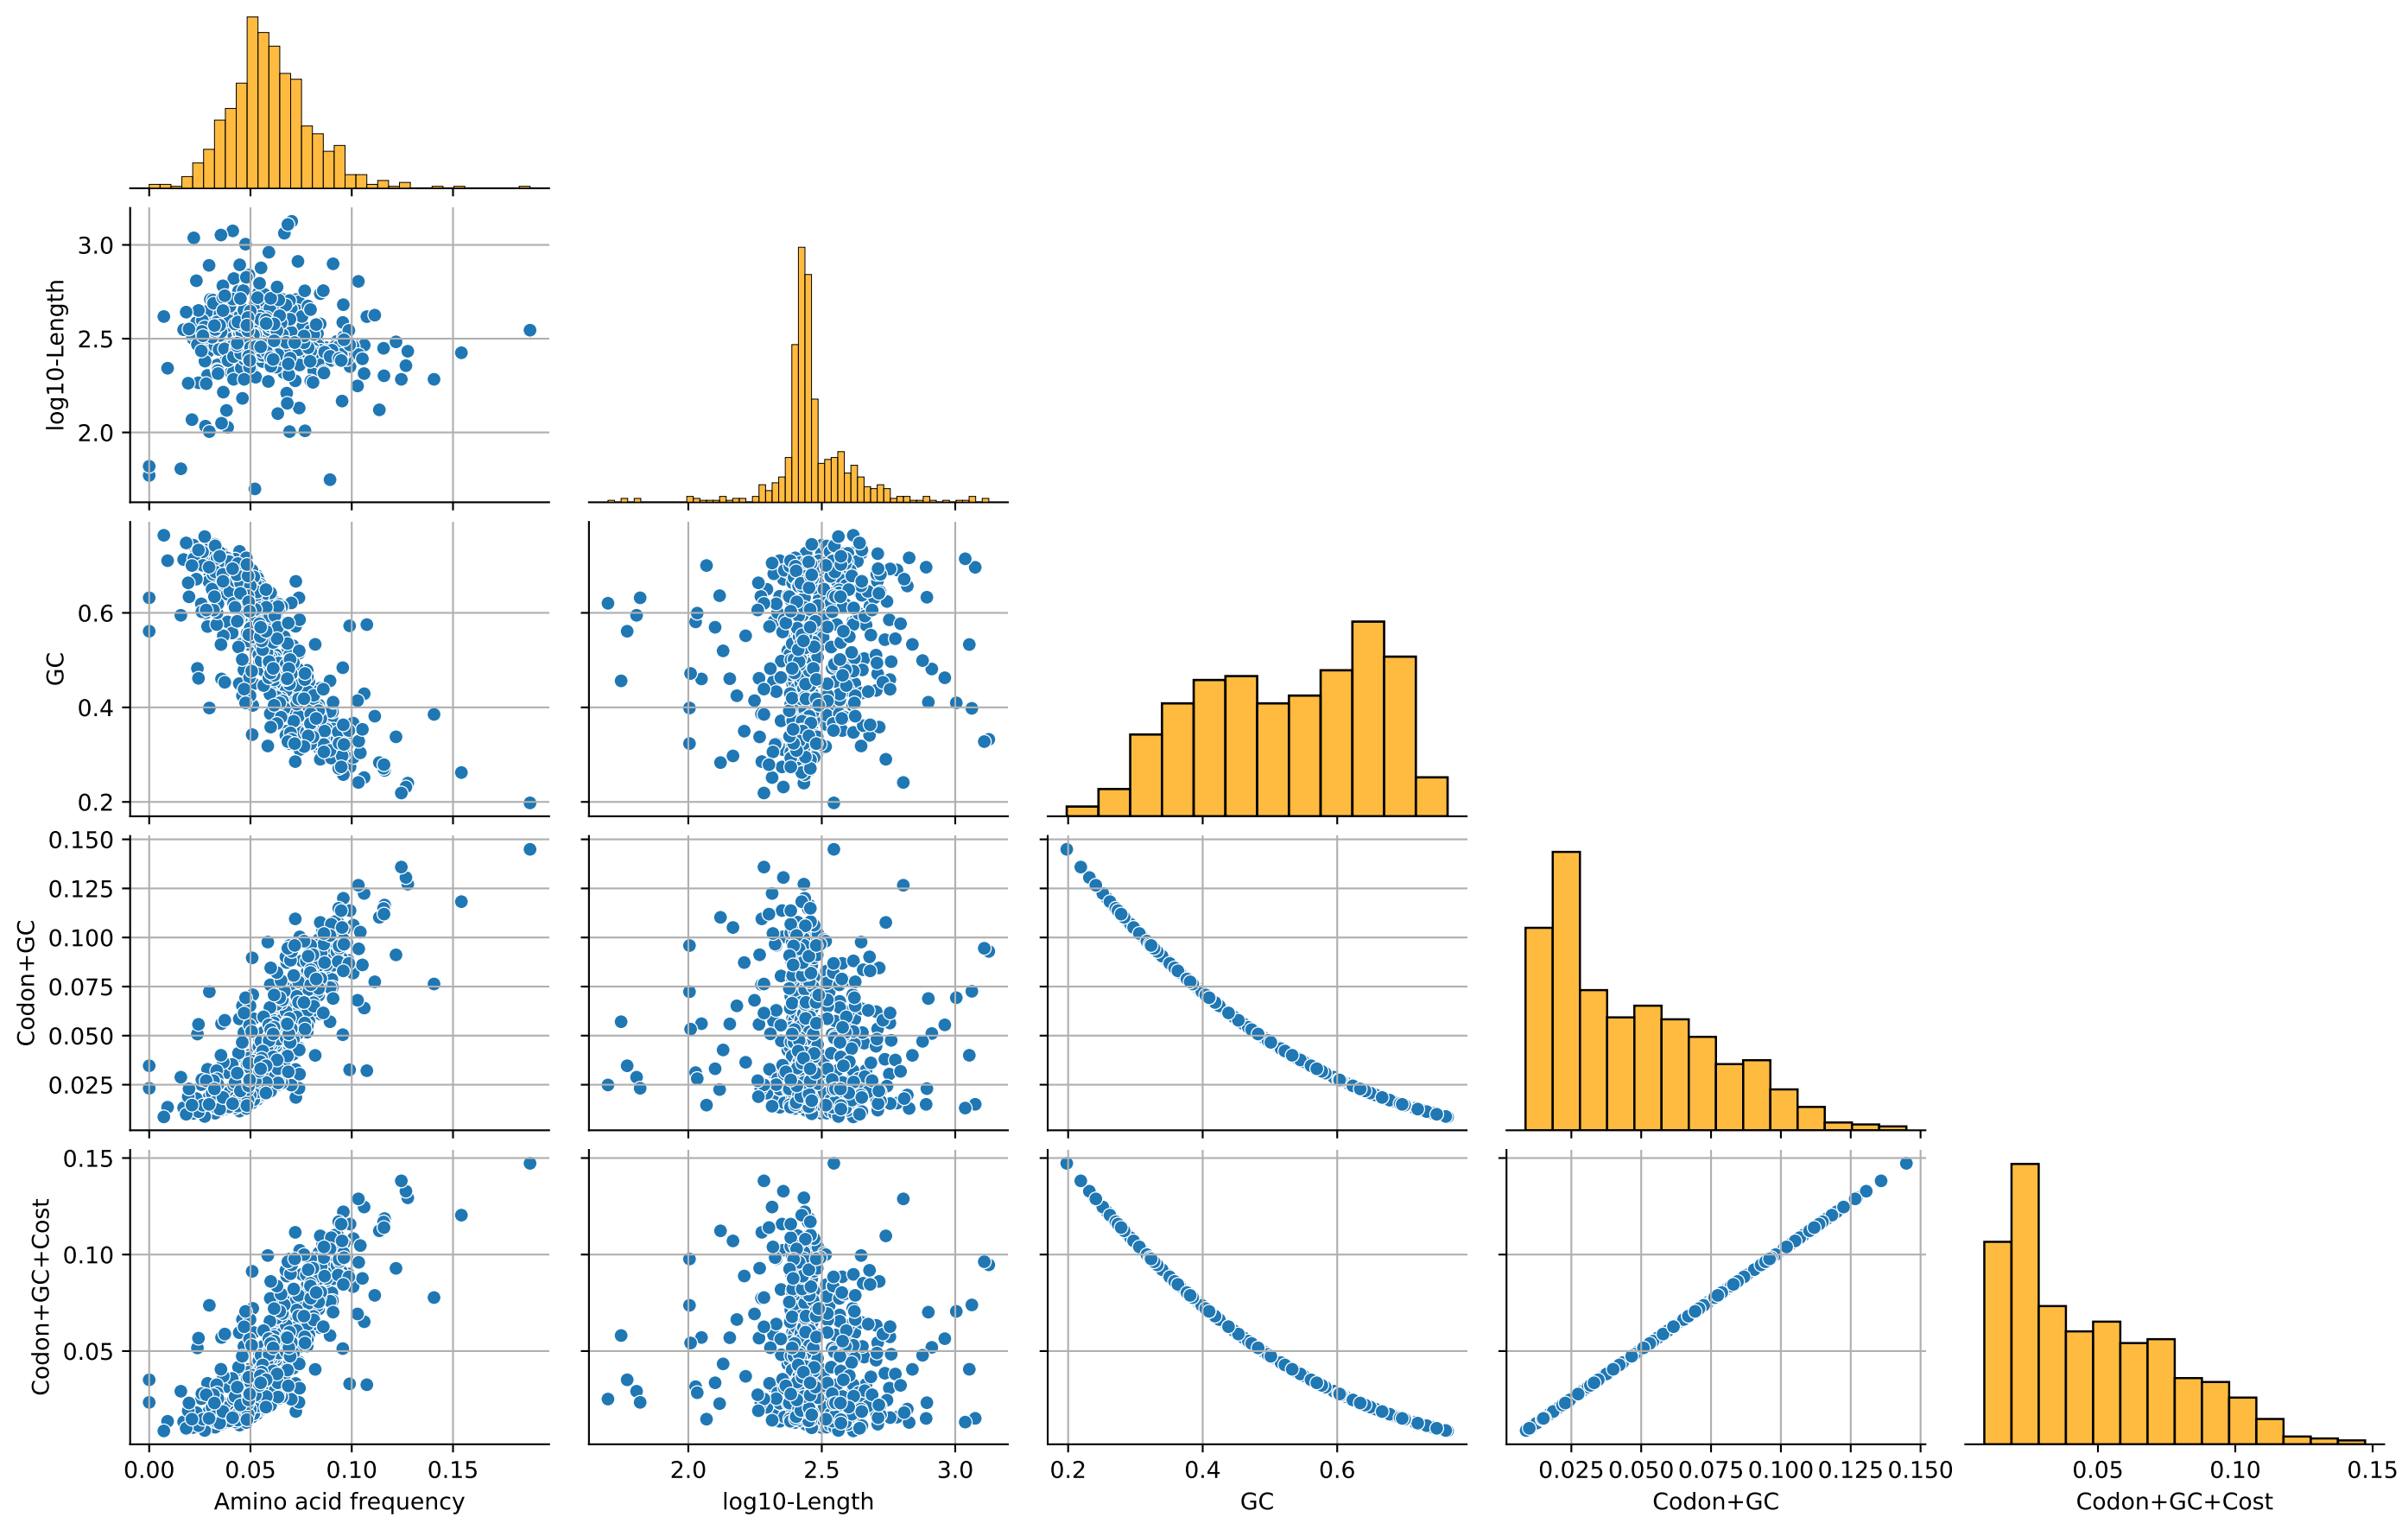 3.0
2.5
2.0
log10-Length
0.6
0.4
0.2
GC
0.150
0.125
0.100
0.075
0.050
0.025
Codon+GC
0.15
0.10
0.05
Codon+GC+Cost
0.00 0.05 0.10 0.15
2.0 2.5 3.0
0.2 0.4 0.6
0.025 0.050 0.075 0.100 0.125 0.150
0.05 0.10 0.15
Amino acid frequency
log10-Length
GC
Codon+GC
Codon+GC+Cost